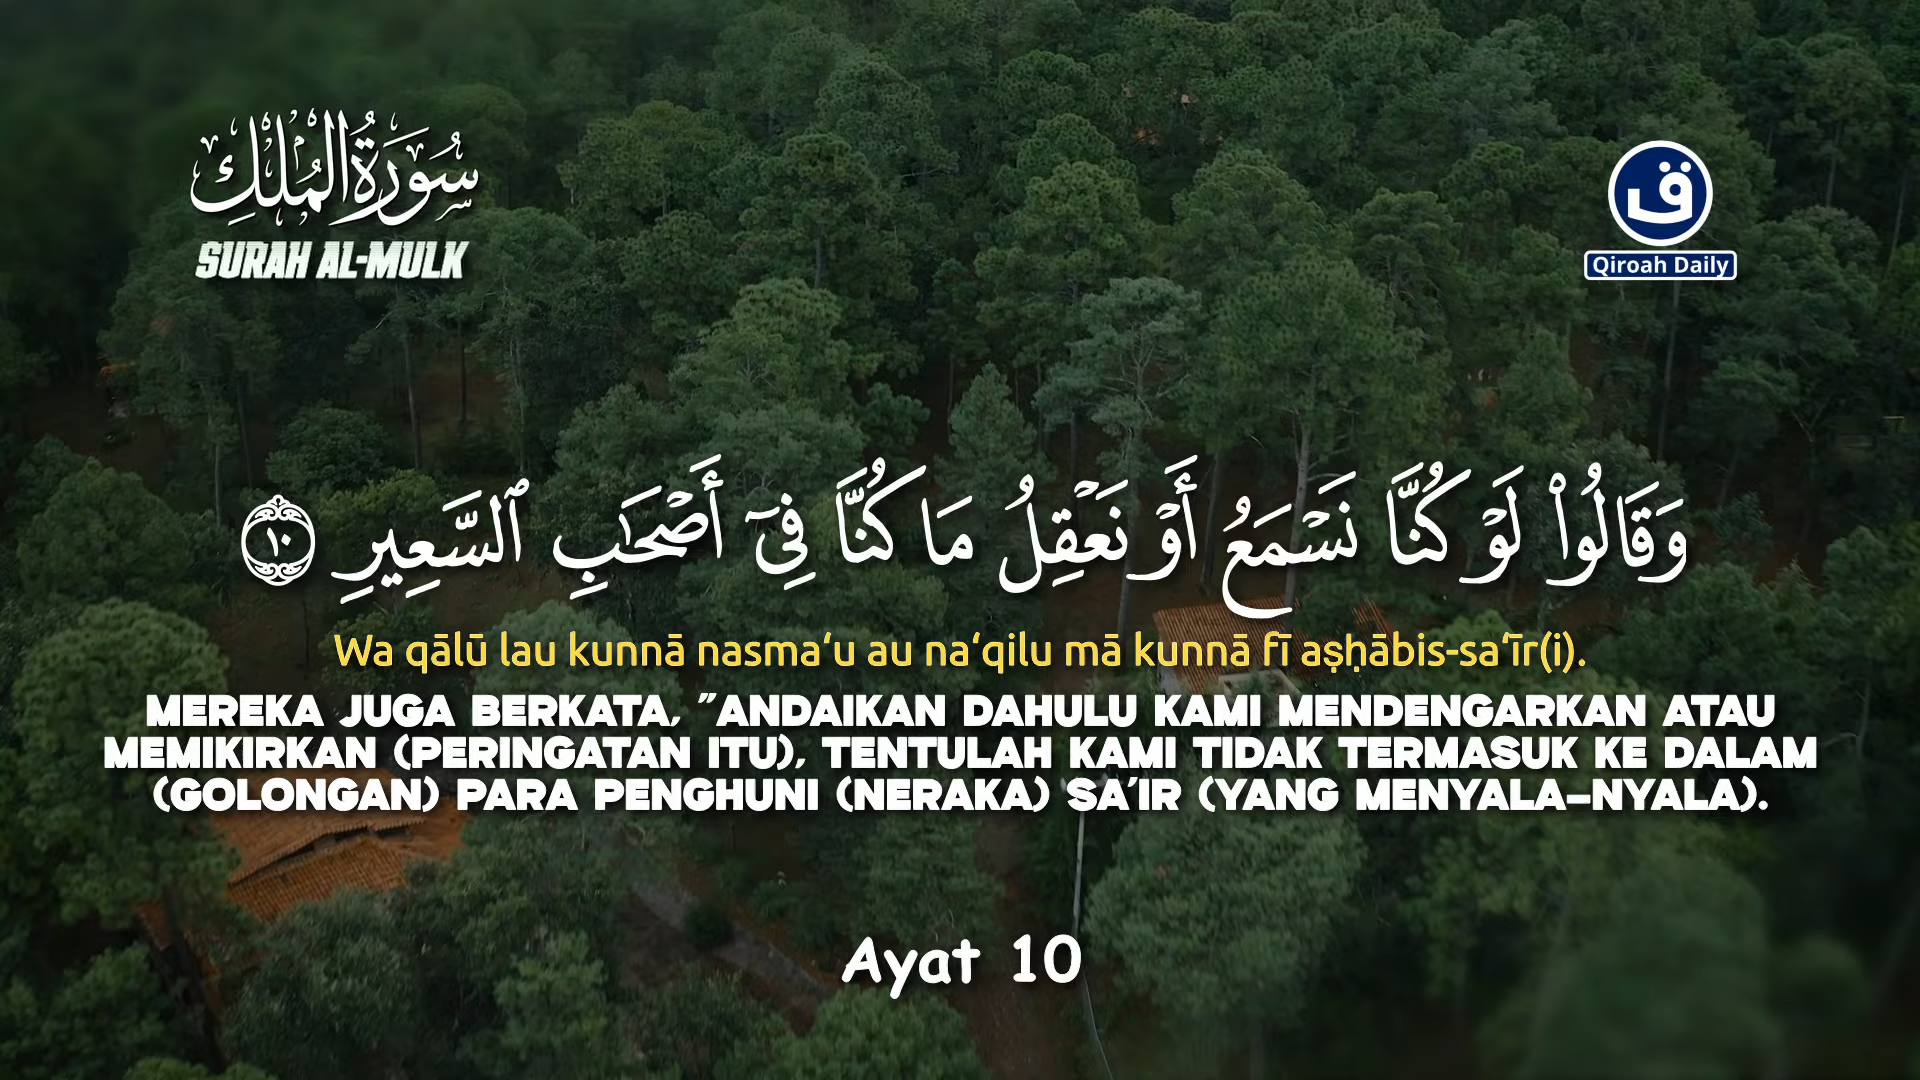 سُورَةُ الْمُلْكِ
SURAH AL-MULK
ق
Qiroah Daily
وَقَالُوا۟ لَوْ كُنَّا نَسْمَعُ أَوْ نَعْقِلُ مَا كُنَّا فِىٓ أَصْحَـٰبِ ٱلسَّعِيرِ ١٠
Wa qālū lau kunnā nasma‘u au na‘qilu mā kunnā fī aṣḥābis-sa‘īr(i).
MEREKA JUGA BERKATA, "ANDAIKAN DAHULU KAMI MENDENGARKAN ATAU
MEMIKIRKAN (PERINGATAN ITU), TENTULAH KAMI TIDAK TERMASUK KE DALAM
(GOLONGAN) PARA PENGHUNI (NERAKA) SA'IR (YANG MENYALA-NYALA).
Ayat 10